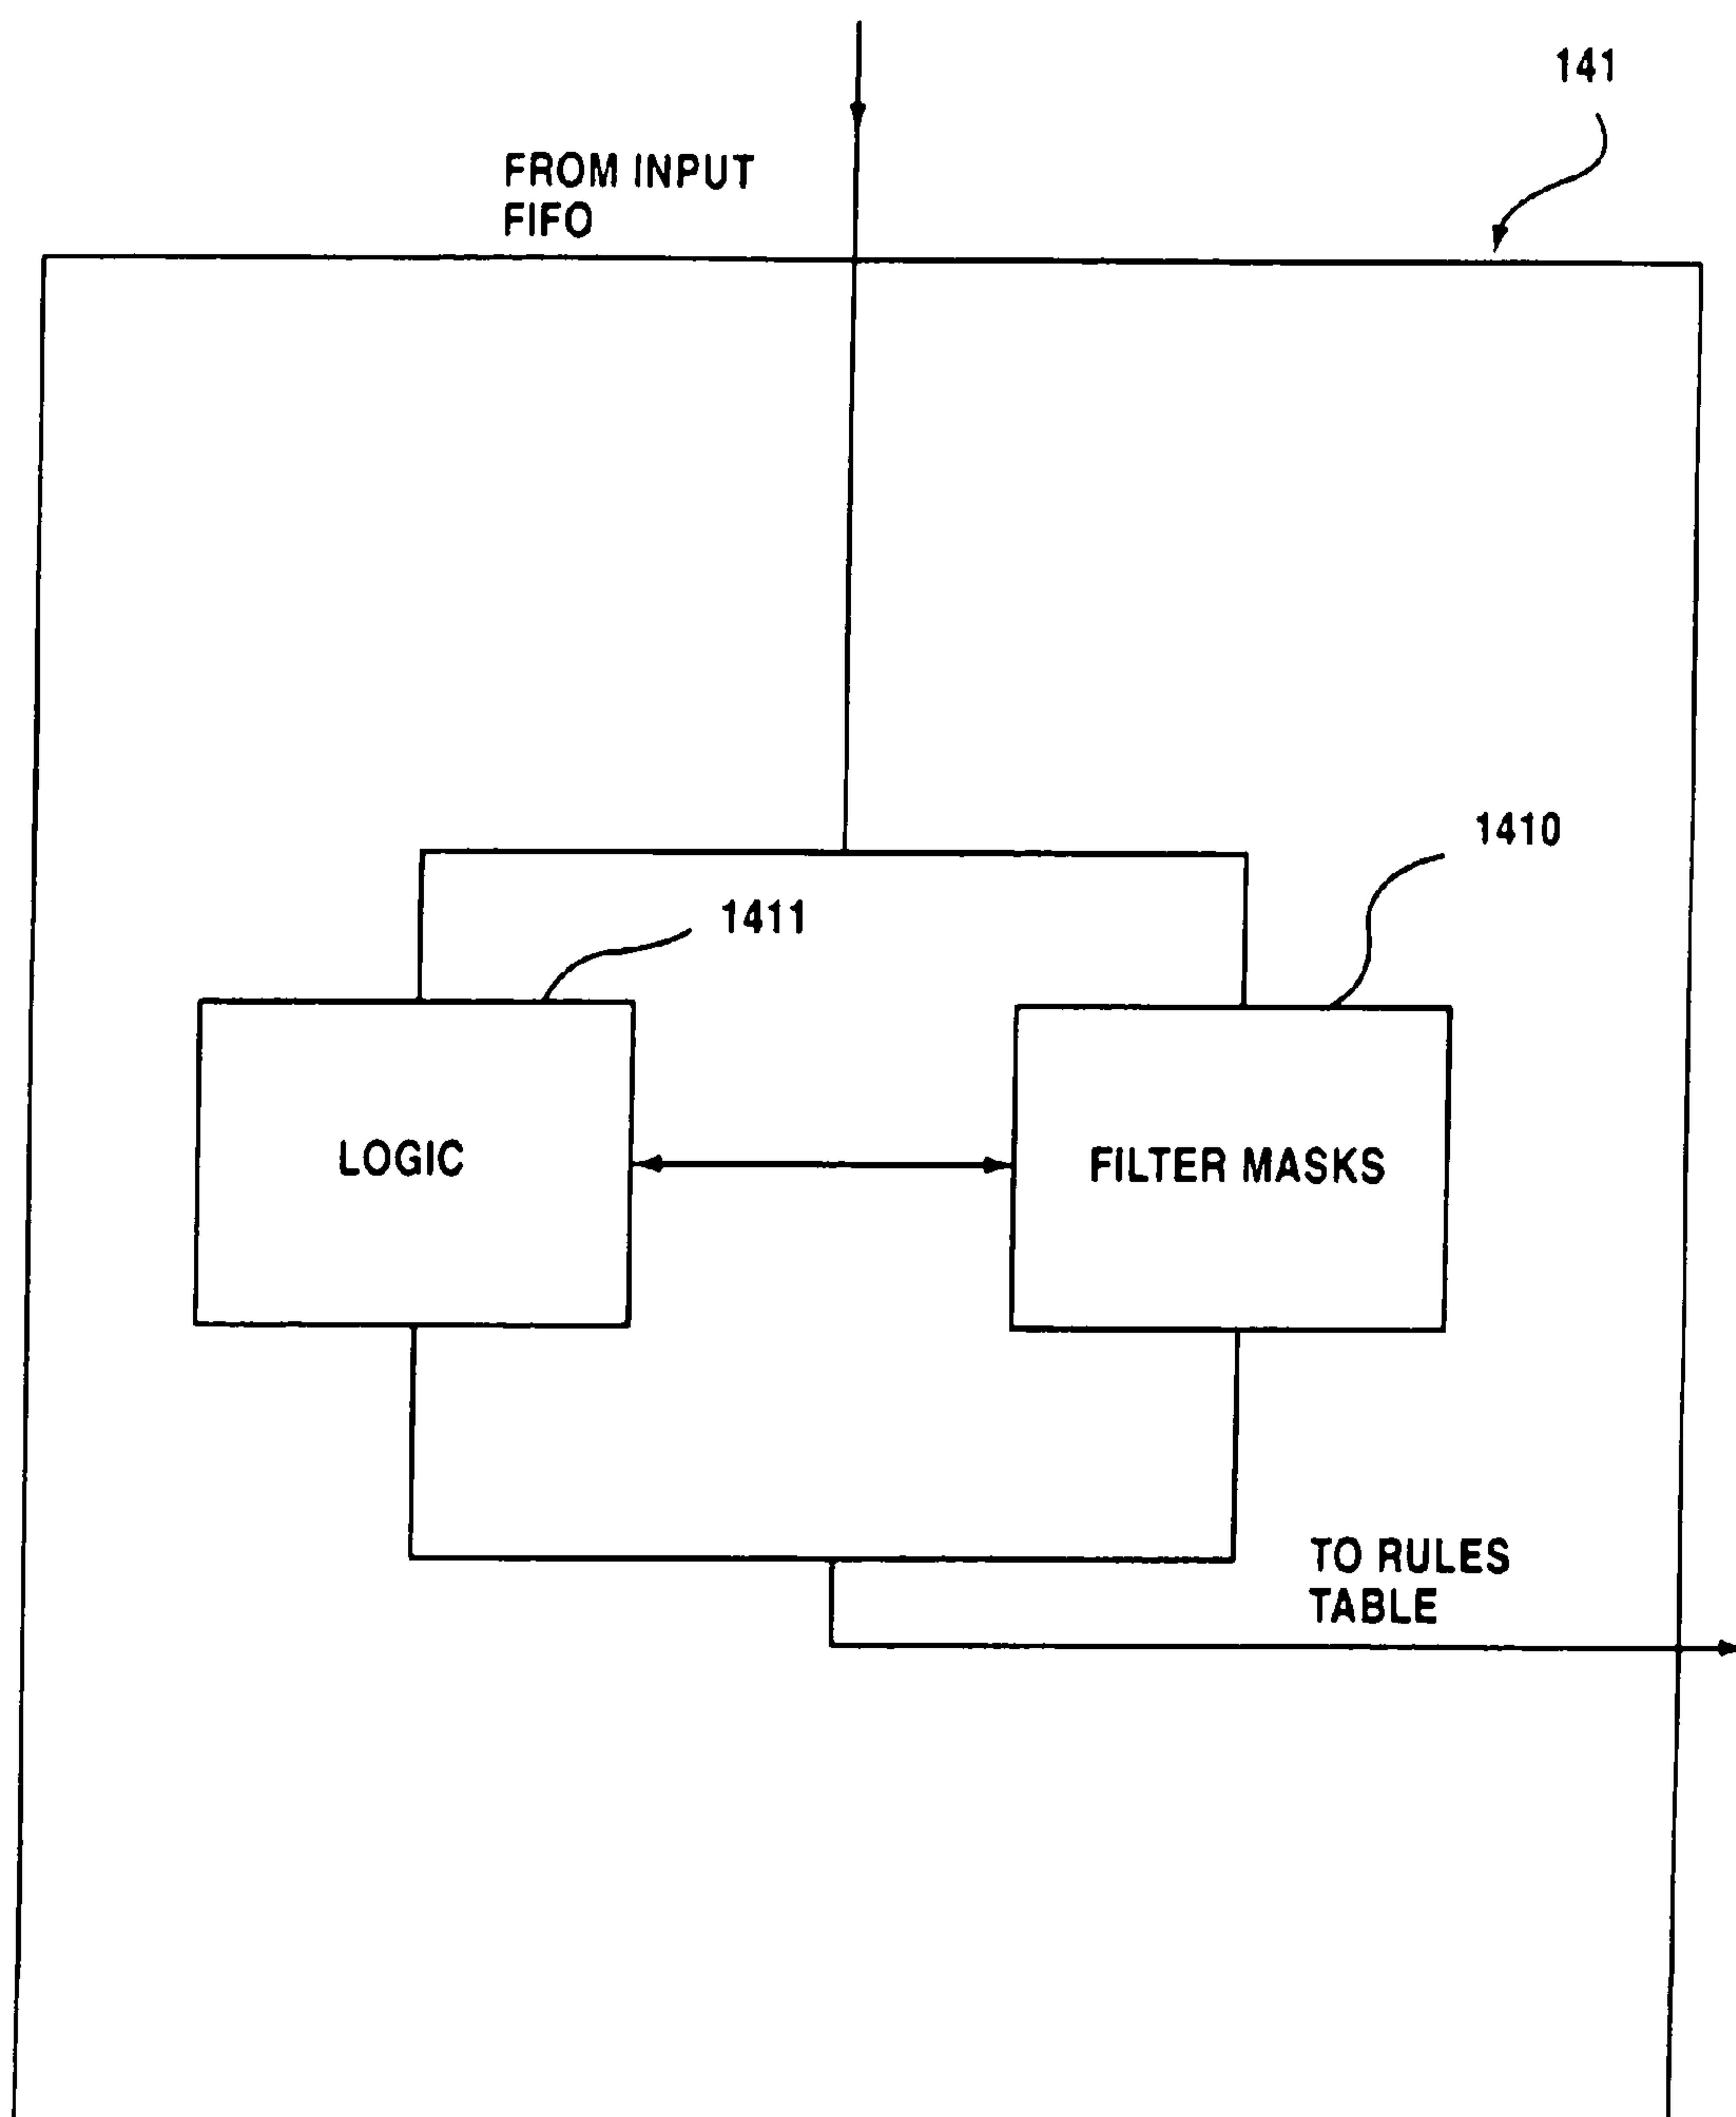 141
FROM INPUT
FIFO
1410
1411
LOGIC
FILTER MASKS
TO RULES
TABLE